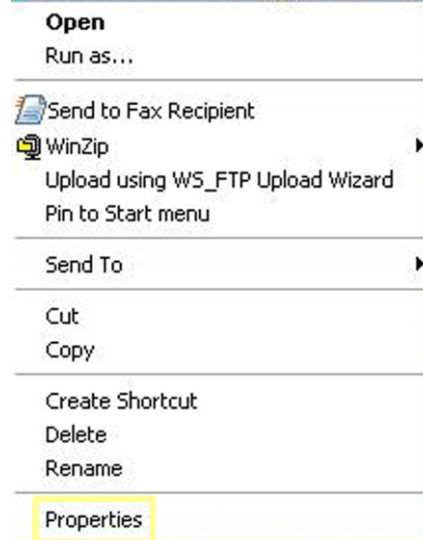 Open
Run as...
Send to Fax Recipient
WinZip
Upload using WS_FTP Upload Wizard
Pin to Start menu
Send To
Cut
Copy
Create Shortcut
Delete
Rename
Properties